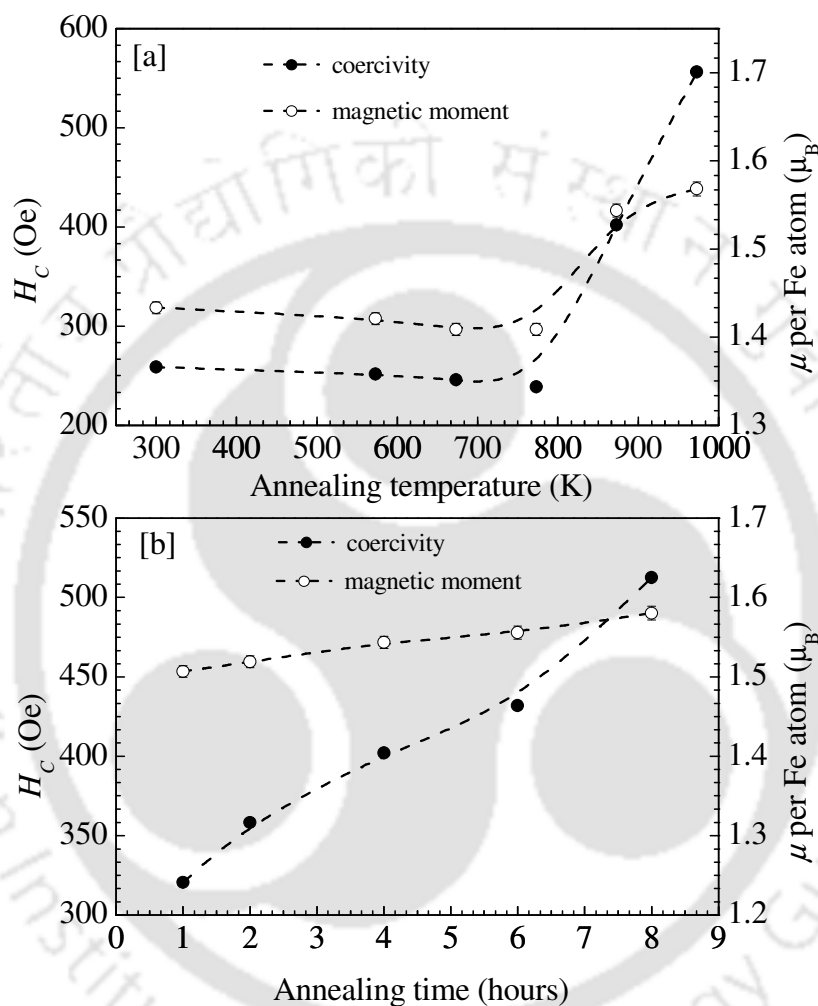 [a]
coercivity
magnetic moment
600
500
400
300
200
H_C (Oe)
1.7
1.6
1.5
1.4
1.3
μ per Fe atom (μ_B)
300 400 500 600 700 800 900 1000
Annealing temperature (K)
[b]
coercivity
magnetic moment
550
500
450
400
350
300
H_C (Oe)
1.7
1.6
1.5
1.4
1.3
1.2
μ per Fe atom (μ_B)
0 1 2 3 4 5 6 7 8 9
Annealing time (hours)